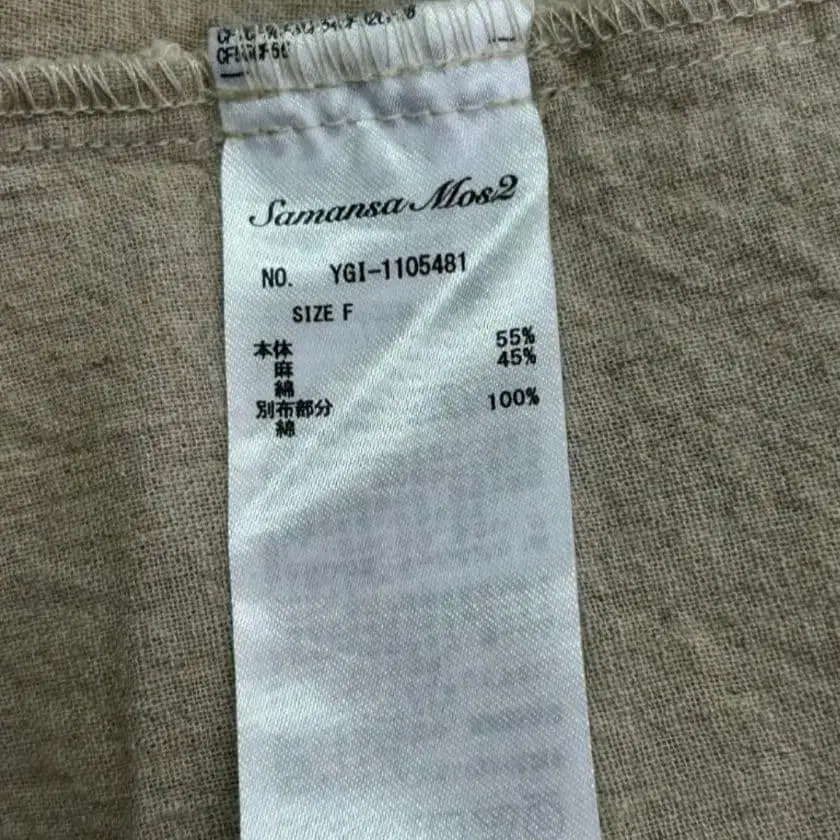 Samansa Mos2
NO. YGI-1105481
SIZE F
本体
麻 55%
綿 45%
別布部分
綿 100%